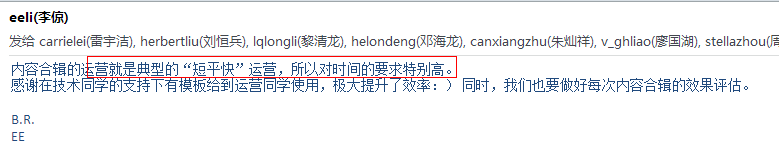 eeli(李倞)
发给 carrielei(雷宇洁), herbertliu(刘恒兵), lqlongli(黎清龙), helondeng(邓海龙), canxiangzhu(朱灿祥), v_ghliao(廖国湖), stellazhou(周
内容合辑的运营就是典型的“短平快”运营，所以对时间的要求特别高。
感谢在技术同学的支持下有模板给到运营同学使用，极大提升了效率：） 同时，我们也要做好每次内容合辑的效果评估。
B.R.
EE